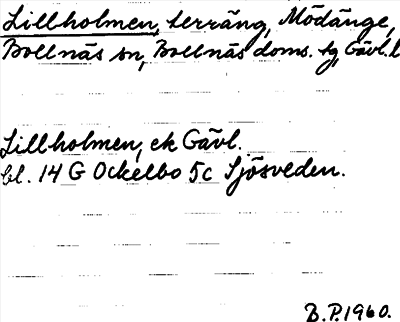 Lillholmen, terräng, Mödänge,
Bollnäs sn, Bollnäs doms. tg, Gävl. l
Lillholmen, ek Gävl.
bl. 14 G Ockelbo 5c Sjösveden.
B.P. 1960.